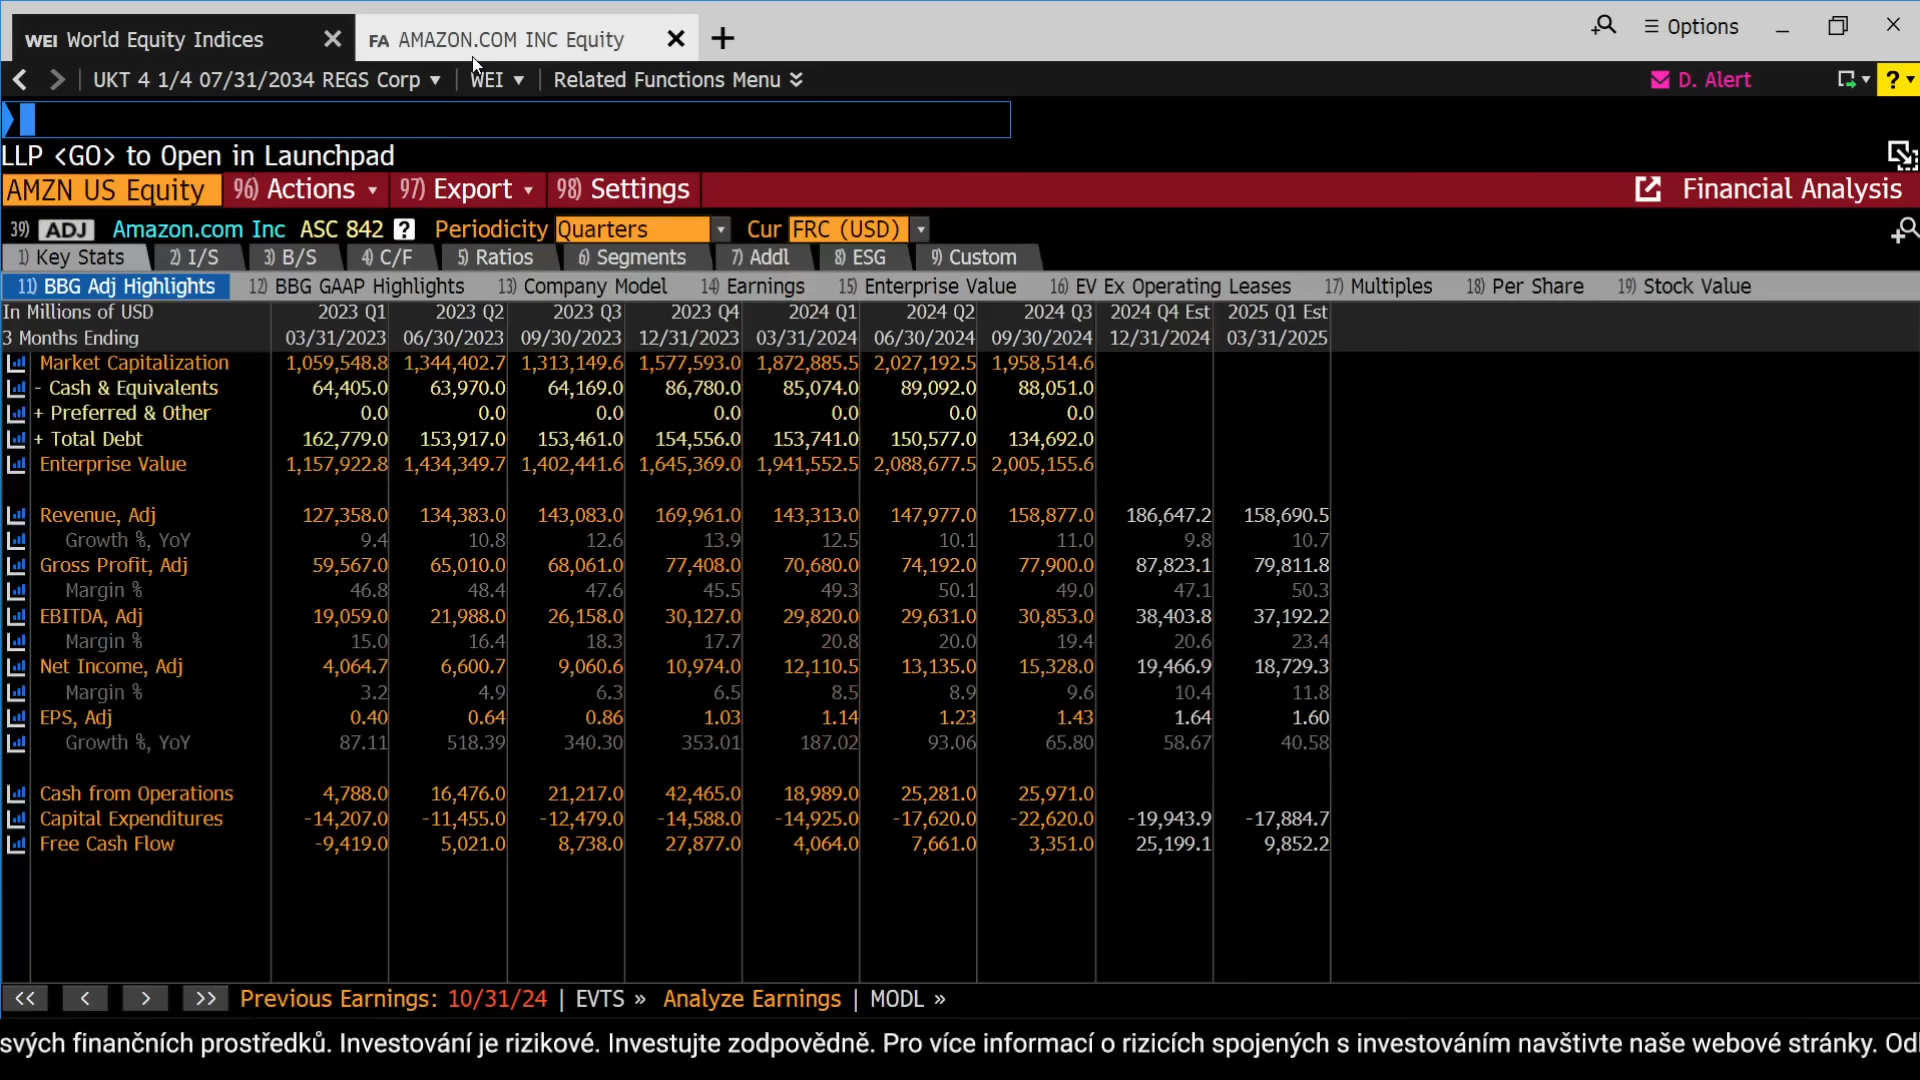 WEI World Equity Indices × FA AMAZON.COM INC Equity × + Options
UKT 4 1/4 07/31/2034 REGS Corp WEI Related Functions Menu D. Alert ?
LLP <GO> to Open in Launchpad
AMZN US Equity 96) Actions 97) Export 98) Settings Financial Analysis
39) ADJ Amazon.com Inc ASC 842 ? Periodicity Quarters Cur FRC (USD)
1) Key Stats 2) I/S 3) B/S 4) C/F 5) Ratios 6) Segments 7) Addl 8) ESG 9) Custom
11) BBG Adj Highlights 12) BBG GAAP Highlights 13) Company Model 14) Earnings 15) Enterprise Value 16) EV Ex Operating Leases 17) Multiples 18) Per Share 19) Stock Value
In Millions of USD 2023 Q1 2023 Q2 2023 Q3 2023 Q4 2024 Q1 2024 Q2 2024 Q3 2024 Q4 Est 2025 Q1 Est
3 Months Ending 03/31/2023 06/30/2023 09/30/2023 12/31/2023 03/31/2024 06/30/2024 09/30/2024 12/31/2024 03/31/2025
Market Capitalization 1,059,548.8 1,344,402.7 1,313,149.6 1,577,593.0 1,872,885.5 2,027,192.5 1,958,514.6
- Cash & Equivalents 64,405.0 63,970.0 64,169.0 86,780.0 85,074.0 89,092.0 88,051.0
+ Preferred & Other 0.0 0.0 0.0 0.0 0.0 0.0 0.0
+ Total Debt 162,779.0 153,917.0 153,461.0 154,556.0 153,741.0 150,577.0 134,692.0
Enterprise Value 1,157,922.8 1,434,349.7 1,402,441.6 1,645,369.0 1,941,552.5 2,088,677.5 2,005,155.6
Revenue, Adj 127,358.0 134,383.0 143,083.0 169,961.0 143,313.0 147,977.0 158,877.0 186,647.2 158,690.5
Growth %, YoY 9.4 10.8 12.6 13.9 12.5 10.1 11.0 9.8 10.7
Gross Profit, Adj 59,567.0 65,010.0 68,061.0 77,408.0 70,680.0 74,192.0 77,900.0 87,823.1 79,811.8
Margin % 46.8 48.4 47.6 45.5 49.3 50.1 49.0 47.1 50.3
EBITDA, Adj 19,059.0 21,988.0 26,158.0 30,127.0 29,820.0 29,631.0 30,853.0 38,403.8 37,192.2
Margin % 15.0 16.4 18.3 17.7 20.8 20.0 19.4 20.6 23.4
Net Income, Adj 4,064.7 6,600.7 9,060.6 10,974.0 12,110.5 13,135.0 15,328.0 19,466.9 18,729.3
Margin % 3.2 4.9 6.3 6.5 8.5 8.9 9.6 10.4 11.8
EPS, Adj 0.40 0.64 0.86 1.03 1.14 1.23 1.43 1.64 1.60
Growth %, YoY 87.11 518.39 340.30 353.01 187.02 93.06 65.80 58.67 40.58
Cash from Operations 4,788.0 16,476.0 21,217.0 42,465.0 18,989.0 25,281.0 25,971.0
Capital Expenditures -14,207.0 -11,455.0 -12,479.0 -14,588.0 -14,925.0 -17,620.0 -22,620.0 -19,943.9 -17,884.7
Free Cash Flow -9,419.0 5,021.0 8,738.0 27,877.0 4,064.0 7,661.0 3,351.0 25,199.1 9,852.2
<< < > >> Previous Earnings: 10/31/24 | EVTS » Analyze Earnings | MODL »
svých finančních prostředků. Investování je rizikové. Investujte zodpovědně. Pro více informací o rizicích spojených s investováním navštivte naše webové stránky. Od